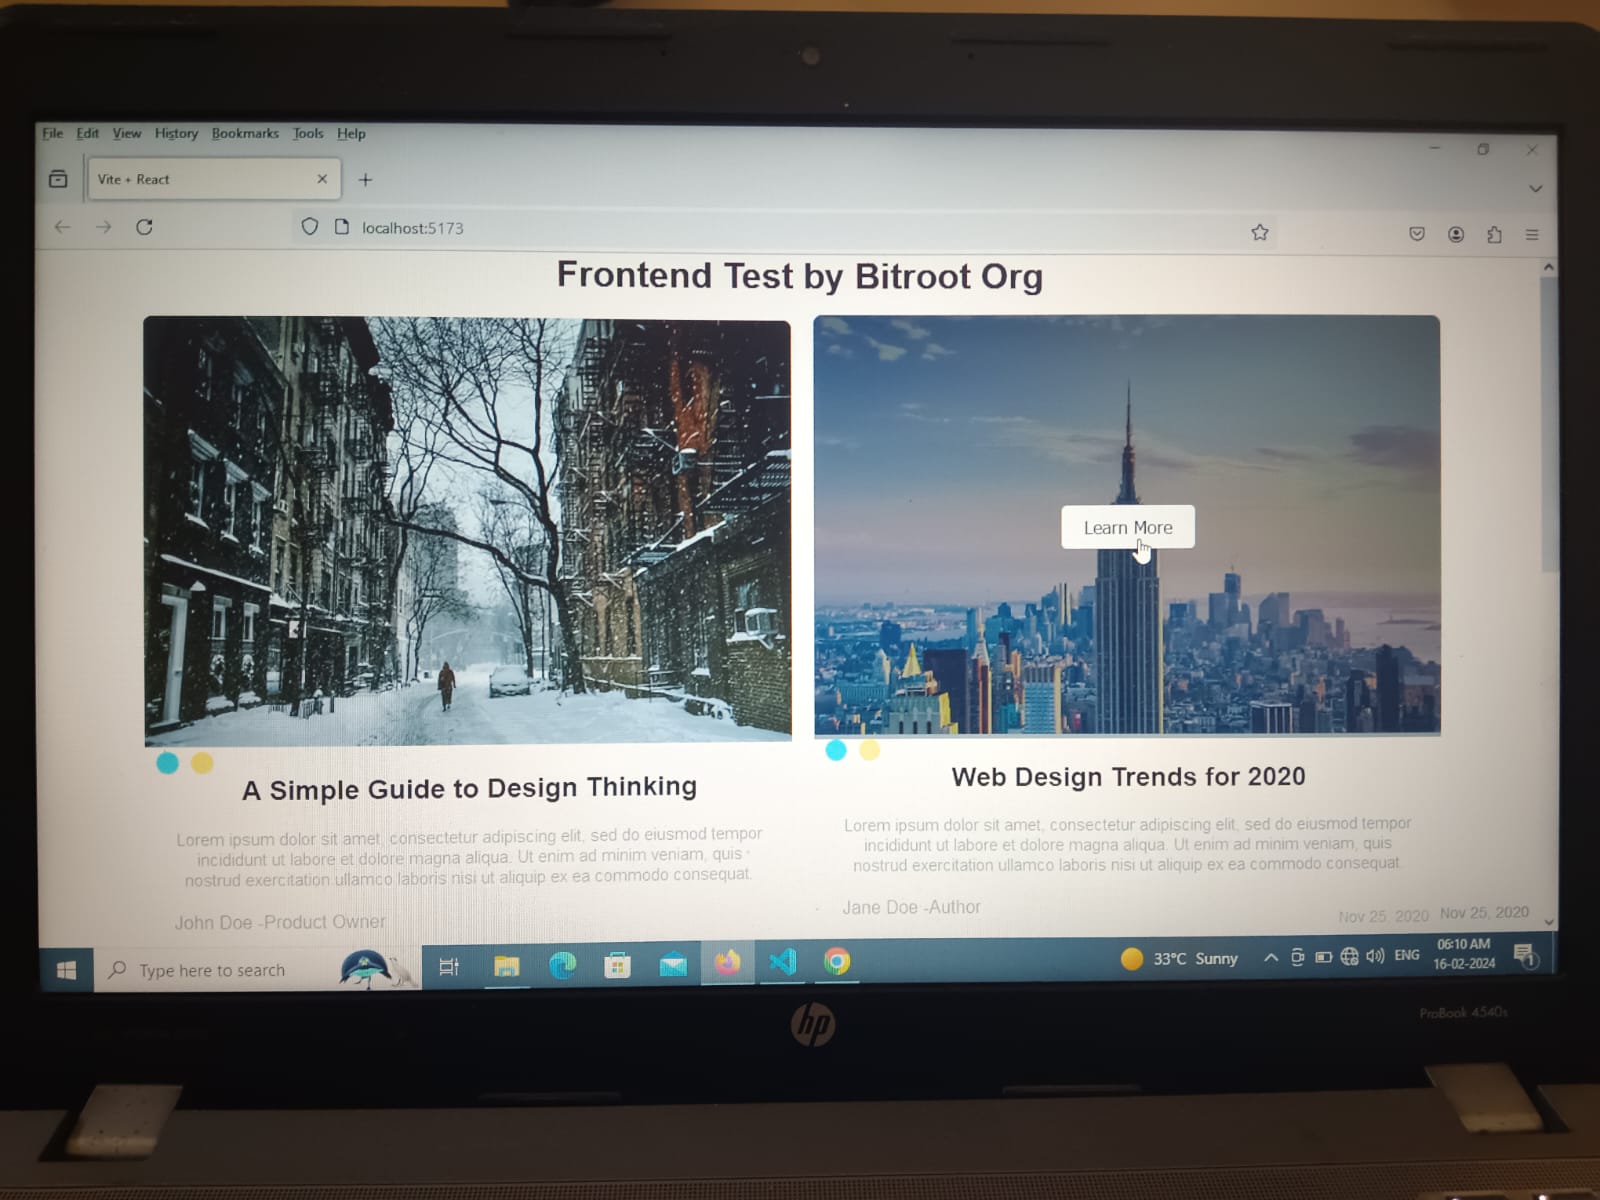 File Edit View History Bookmarks Tools Help
Vite + React
localhost:5173
Frontend Test by Bitroot Org
Learn More
A Simple Guide to Design Thinking
Lorem ipsum dolor sit amet, consectetur adipiscing elit, sed do eiusmod tempor
incididunt ut labore et dolore magna aliqua. Ut enim ad minim veniam, quis
nostrud exercitation ullamco laboris nisi ut aliquip ex ea commodo consequat.
John Doe -Product Owner
Web Design Trends for 2020
Lorem ipsum dolor sit amet, consectetur adipiscing elit, sed do eiusmod tempor
incididunt ut labore et dolore magna aliqua. Ut enim ad minim veniam, quis
nostrud exercitation ullamco laboris nisi ut aliquip ex ea commodo consequat.
Jane Doe -Author
Nov 25, 2020 Nov 25, 2020
Type here to search
33°C Sunny
ENG
06:10 AM
16-02-2024
1
hp
ProBook 4540s